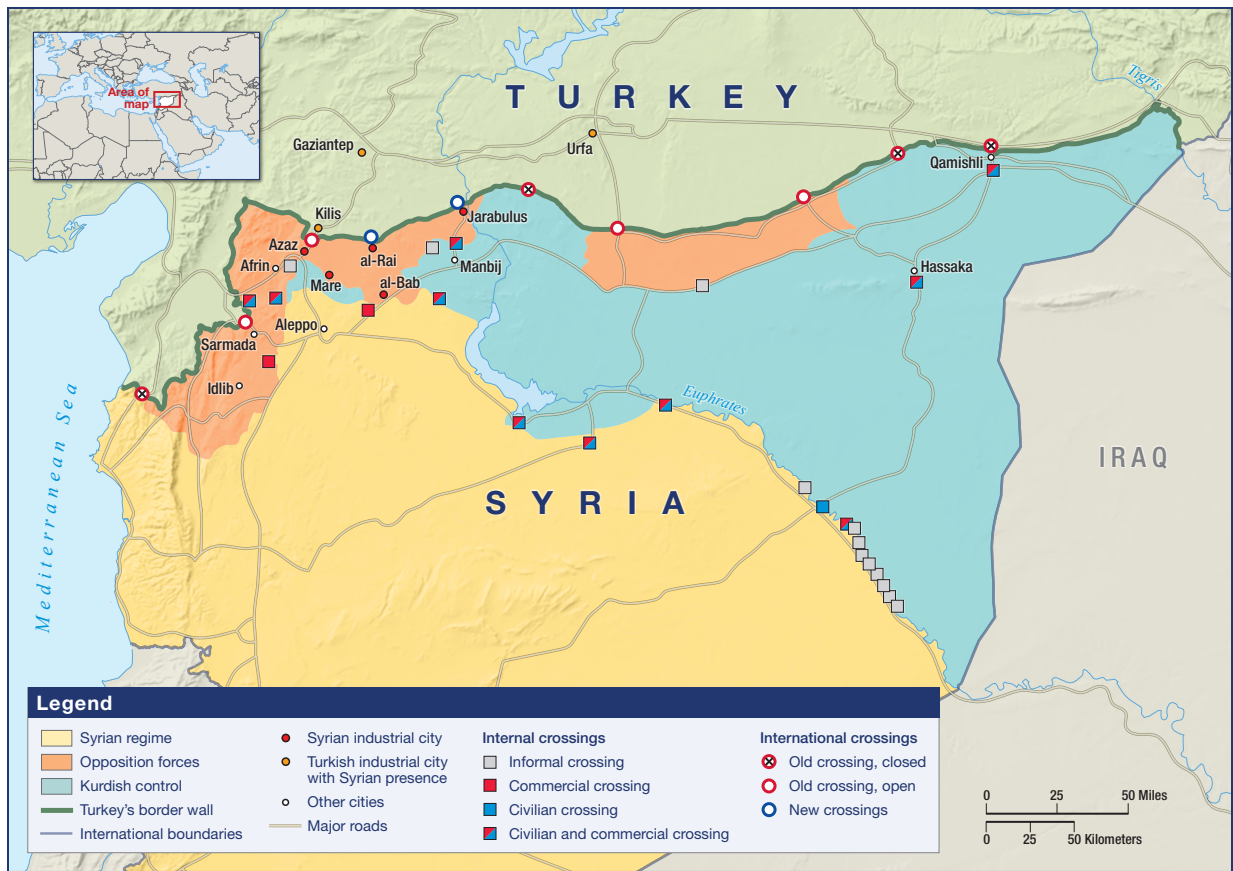 Area of
map
TURKEY
Tigris
Gaziantep
Urfa
Qamishli
Kilis
Jarabulus
Azaz
al-Rai
Afrin
Manbij
Hassaka
Mare
al-Bab
Aleppo
Sarmada
Idlib
Euphrates
Mediterranean Sea
IRAQ
SYRIA
Legend
Syrian regime
Opposition forces
Kurdish control
Turkey's border wall
International boundaries
Syrian industrial city
Turkish industrial city
with Syrian presence
Other cities
Major roads
Internal crossings
Informal crossing
Commercial crossing
Civilian crossing
Civilian and commercial crossing
International crossings
Old crossing, closed
Old crossing, open
New crossings
0 25 50 Miles
0 25 50 Kilometers